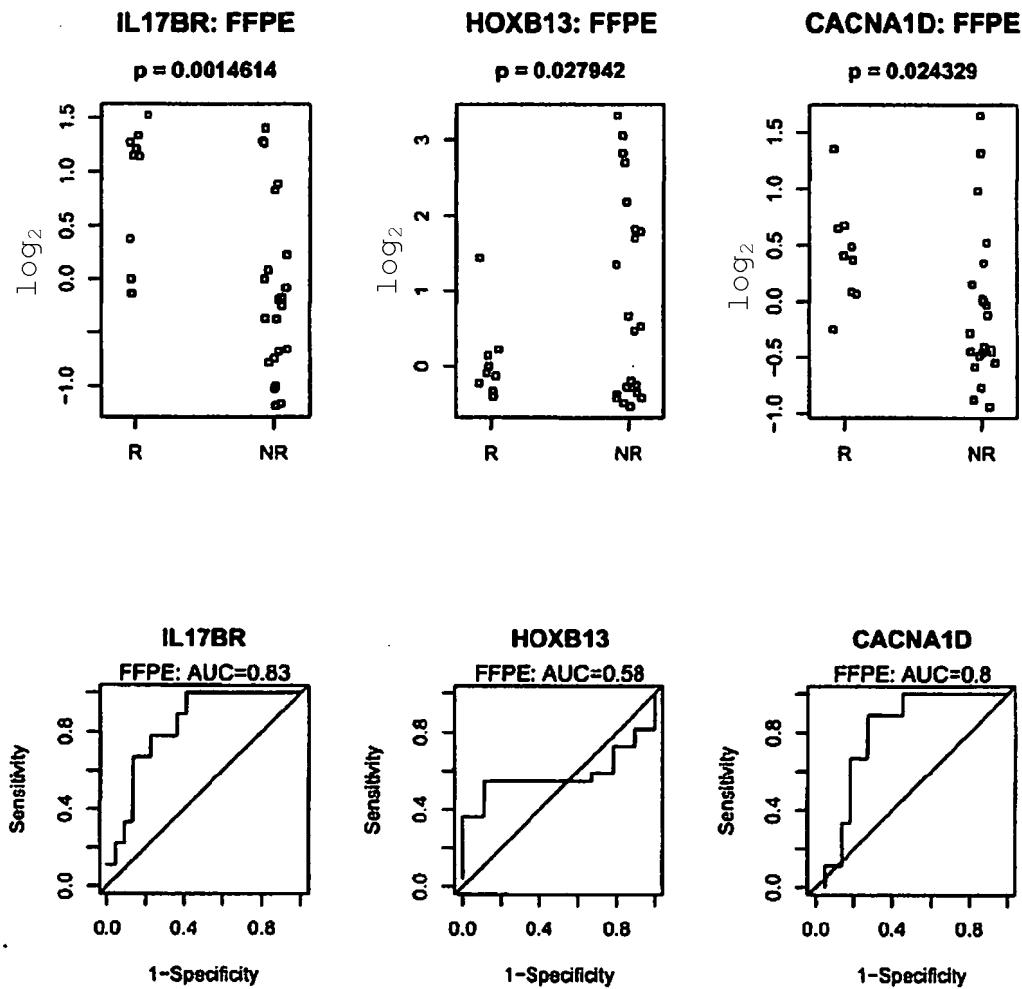 IL17BR: FFPE
p = 0.0014614
1.5
1.0
0.5
0.0
−1.0
log2
R
NR
HOXB13: FFPE
p = 0.027942
3
2
1
0
log2
R
NR
CACNA1D: FFPE
p = 0.024329
1.5
1.0
0.5
0.0
−0.5
−1.0
log2
R
NR
IL17BR
FFPE: AUC=0.83
Sensitivity
0.8
0.4
0.0
0.0
0.4
0.8
1−Specificity
HOXB13
FFPE: AUC=0.58
Sensitivity
0.8
0.4
0.0
0.0
0.4
0.8
1−Specificity
CACNA1D
FFPE: AUC=0.8
Sensitivity
0.8
0.4
0.0
0.0
0.4
0.8
1−Specificity